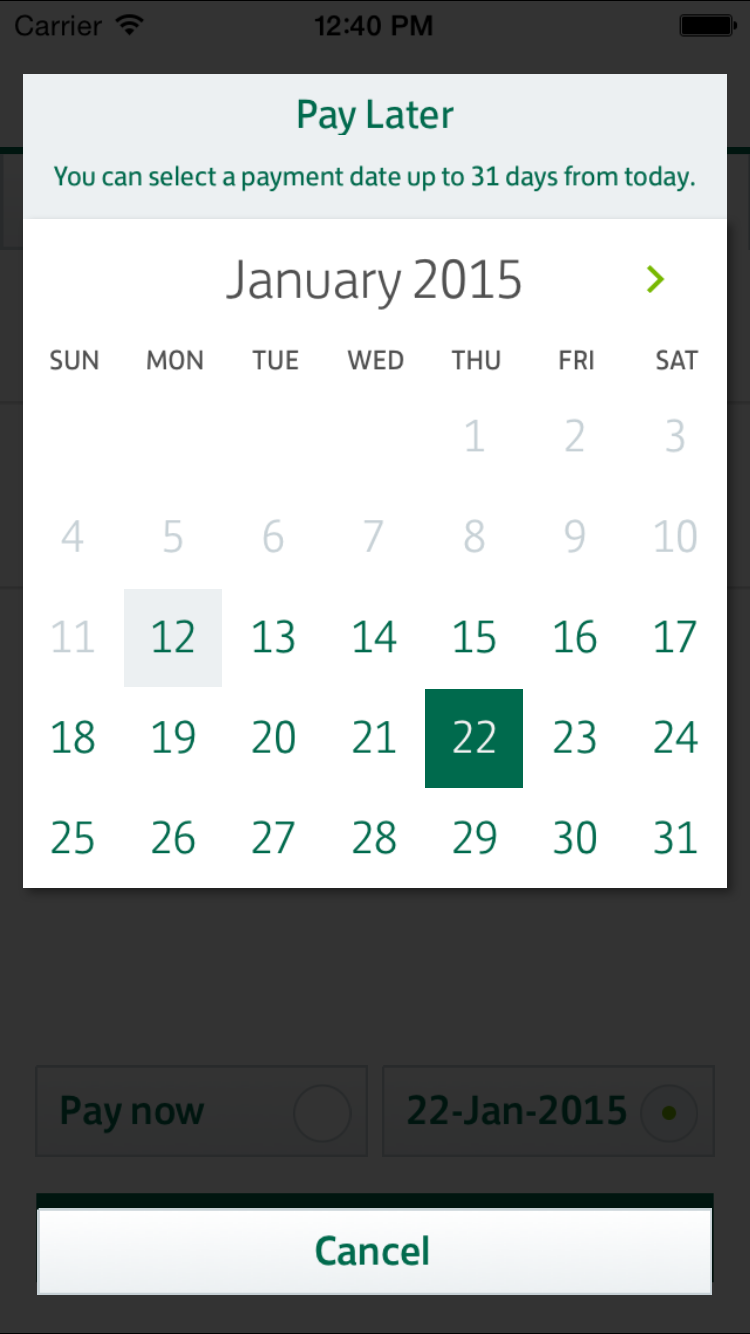 Carrier 12:40 PM
Pay Later
You can select a payment date up to 31 days from today.
January 2015
SUN MON TUE WED THU FRI SAT
1 2 3
4 5 6 7 8 9 10
11 12 13 14 15 16 17
18 19 20 21 22 23 24
25 26 27 28 29 30 31
Pay now 22-Jan-2015
Cancel